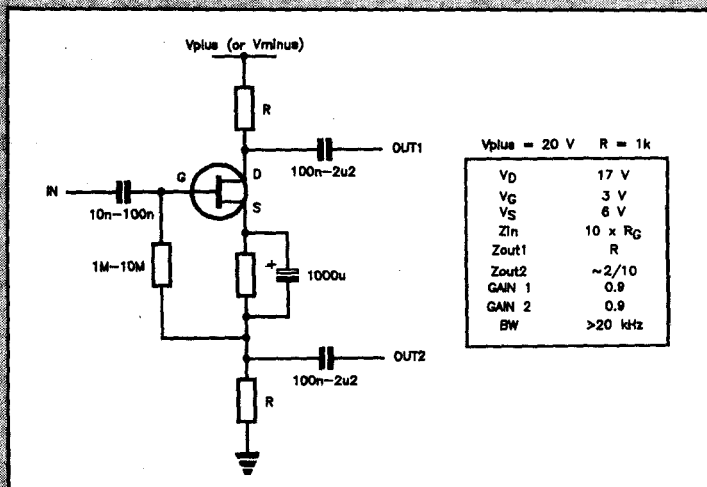 Vplus (or Vminus)
R
OUT1
100n-2u2
D
G
S
IN
10n-100n
1M-10M
+
1000u
OUT2
100n-2u2
R
Vplus = 20 V R = 1k
VD 17 V
VG 3 V
VS 6 V
Zin 10 x RG
Zout1 R
Zout2 ~2/10
GAIN 1 0.9
GAIN 2 0.9
BW >20 kHz